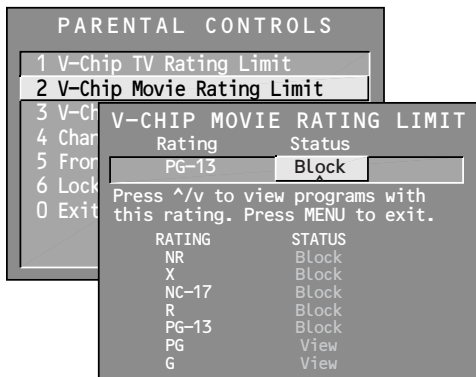 PARENTAL CONTROLS
1 V-Chip TV Rating Limit
2 V-Chip Movie Rating Limit
3 V-Ch
4 Chan
5 Fron
6 Lock
0 Exit
V-CHIP MOVIE RATING LIMIT
Rating Status
PG-13 Block
Press ^/v to view programs with
this rating. Press MENU to exit.
RATING STATUS
NR Block
X Block
NC-17 Block
R Block
PG-13 Block
PG View
G View